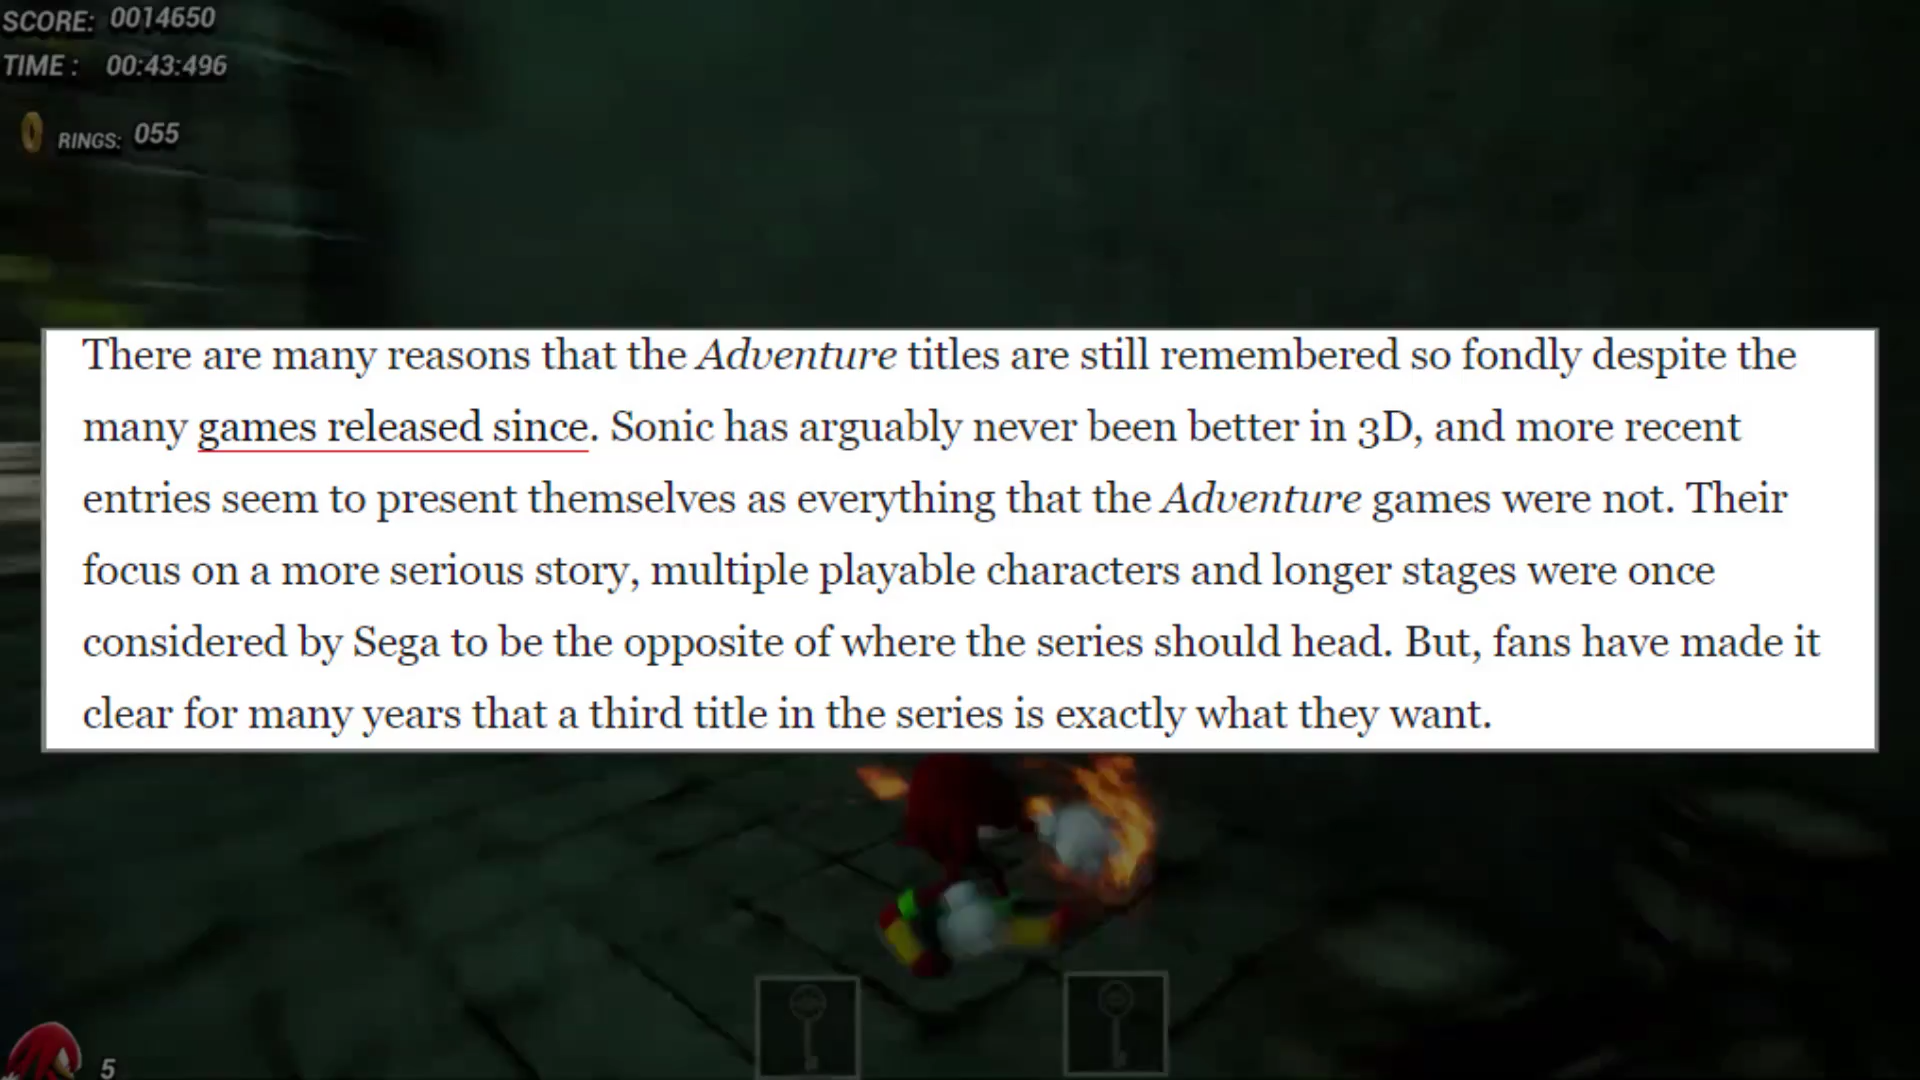 SCORE: 0014650
TIME : 00:43:496
RINGS: 055
There are many reasons that the Adventure titles are still remembered so fondly despite the
many games released since. Sonic has arguably never been better in 3D, and more recent
entries seem to present themselves as everything that the Adventure games were not. Their
focus on a more serious story, multiple playable characters and longer stages were once
considered by Sega to be the opposite of where the series should head. But, fans have made it
clear for many years that a third title in the series is exactly what they want.
5